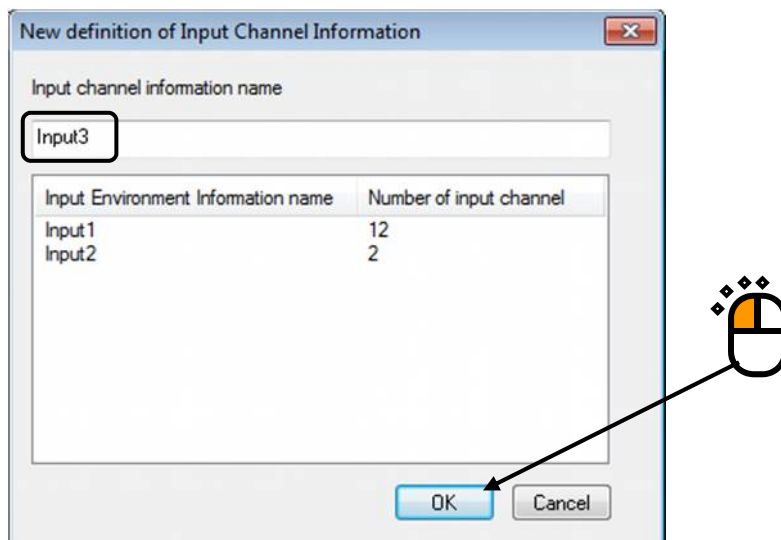 New definition of Input Channel Information
Input channel information name
Input3
Input Environment Information name Number of input channel
Input1 12
Input2 2
OK Cancel